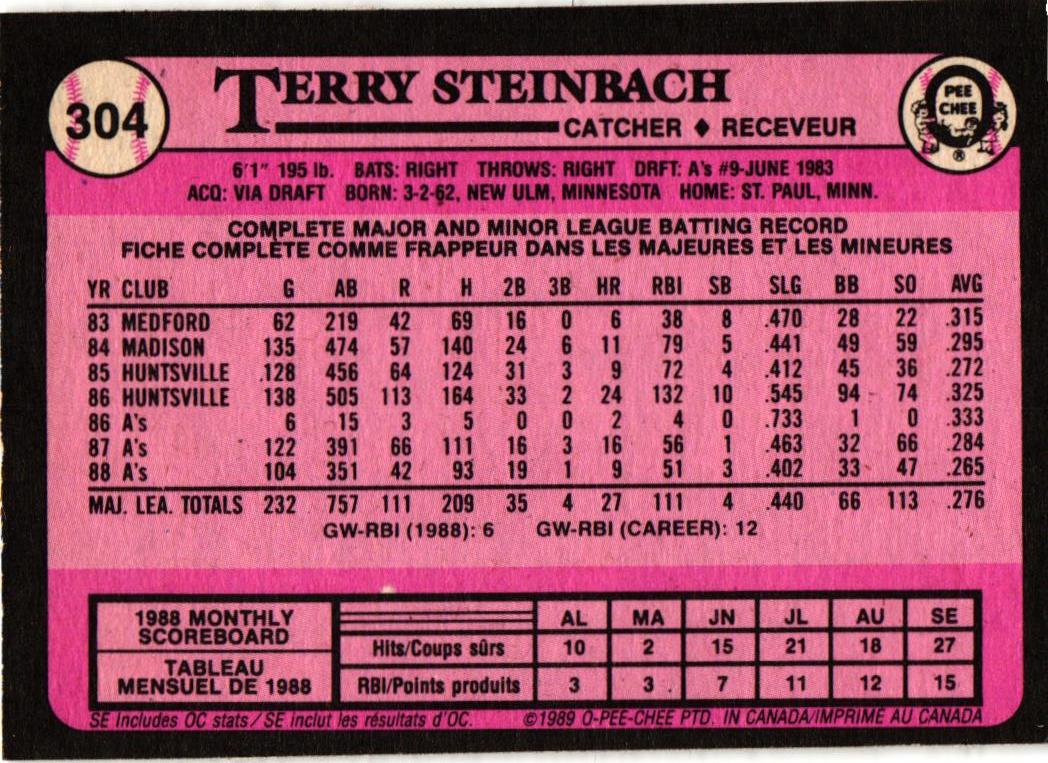 304
TERRY STEINBACH
CATCHER ♦ RECEVEUR
O
PEE
CHEE
®
6'1" 195 lb. BATS: RIGHT THROWS: RIGHT DRFT: A's #9-JUNE 1983
ACQ: VIA DRAFT BORN: 3-2-62, NEW ULM, MINNESOTA HOME: ST. PAUL, MINN.
COMPLETE MAJOR AND MINOR LEAGUE BATTING RECORD
FICHE COMPLÈTE COMME FRAPPEUR DANS LES MAJEURES ET LES MINEURES
YR CLUB G AB R H 2B 3B HR RBI SB SLG BB SO AVG
83 MEDFORD 62 219 42 69 16 0 6 38 8 .470 28 22 .315
84 MADISON 135 474 57 140 24 6 11 79 5 .441 49 59 .295
85 HUNTSVILLE 128 456 64 124 31 3 9 72 4 .412 45 36 .272
86 HUNTSVILLE 138 505 113 164 33 2 24 132 10 .545 94 74 .325
86 A's 6 15 3 5 0 0 2 4 0 .733 1 0 .333
87 A's 122 391 66 111 16 3 16 56 1 .463 32 66 .284
88 A's 104 351 42 93 19 1 9 51 3 .402 33 47 .265
MAJ. LEA. TOTALS 232 757 111 209 35 4 27 111 4 .440 66 113 .276
GW-RBI (1988): 6 GW-RBI (CAREER): 12
1988 MONTHLY
SCOREBOARD
TABLEAU
MENSUEL DE 1988
AL MA JN JL AU SE
Hits/Coups sûrs 10 2 15 21 18 27
RBI/Points produits 3 3 7 11 12 15
SE Includes OC stats/SE inclut les résultats d'OC. ©1989 O-PEE-CHEE PTD. IN CANADA/IMPRIMÉ AU CANADA